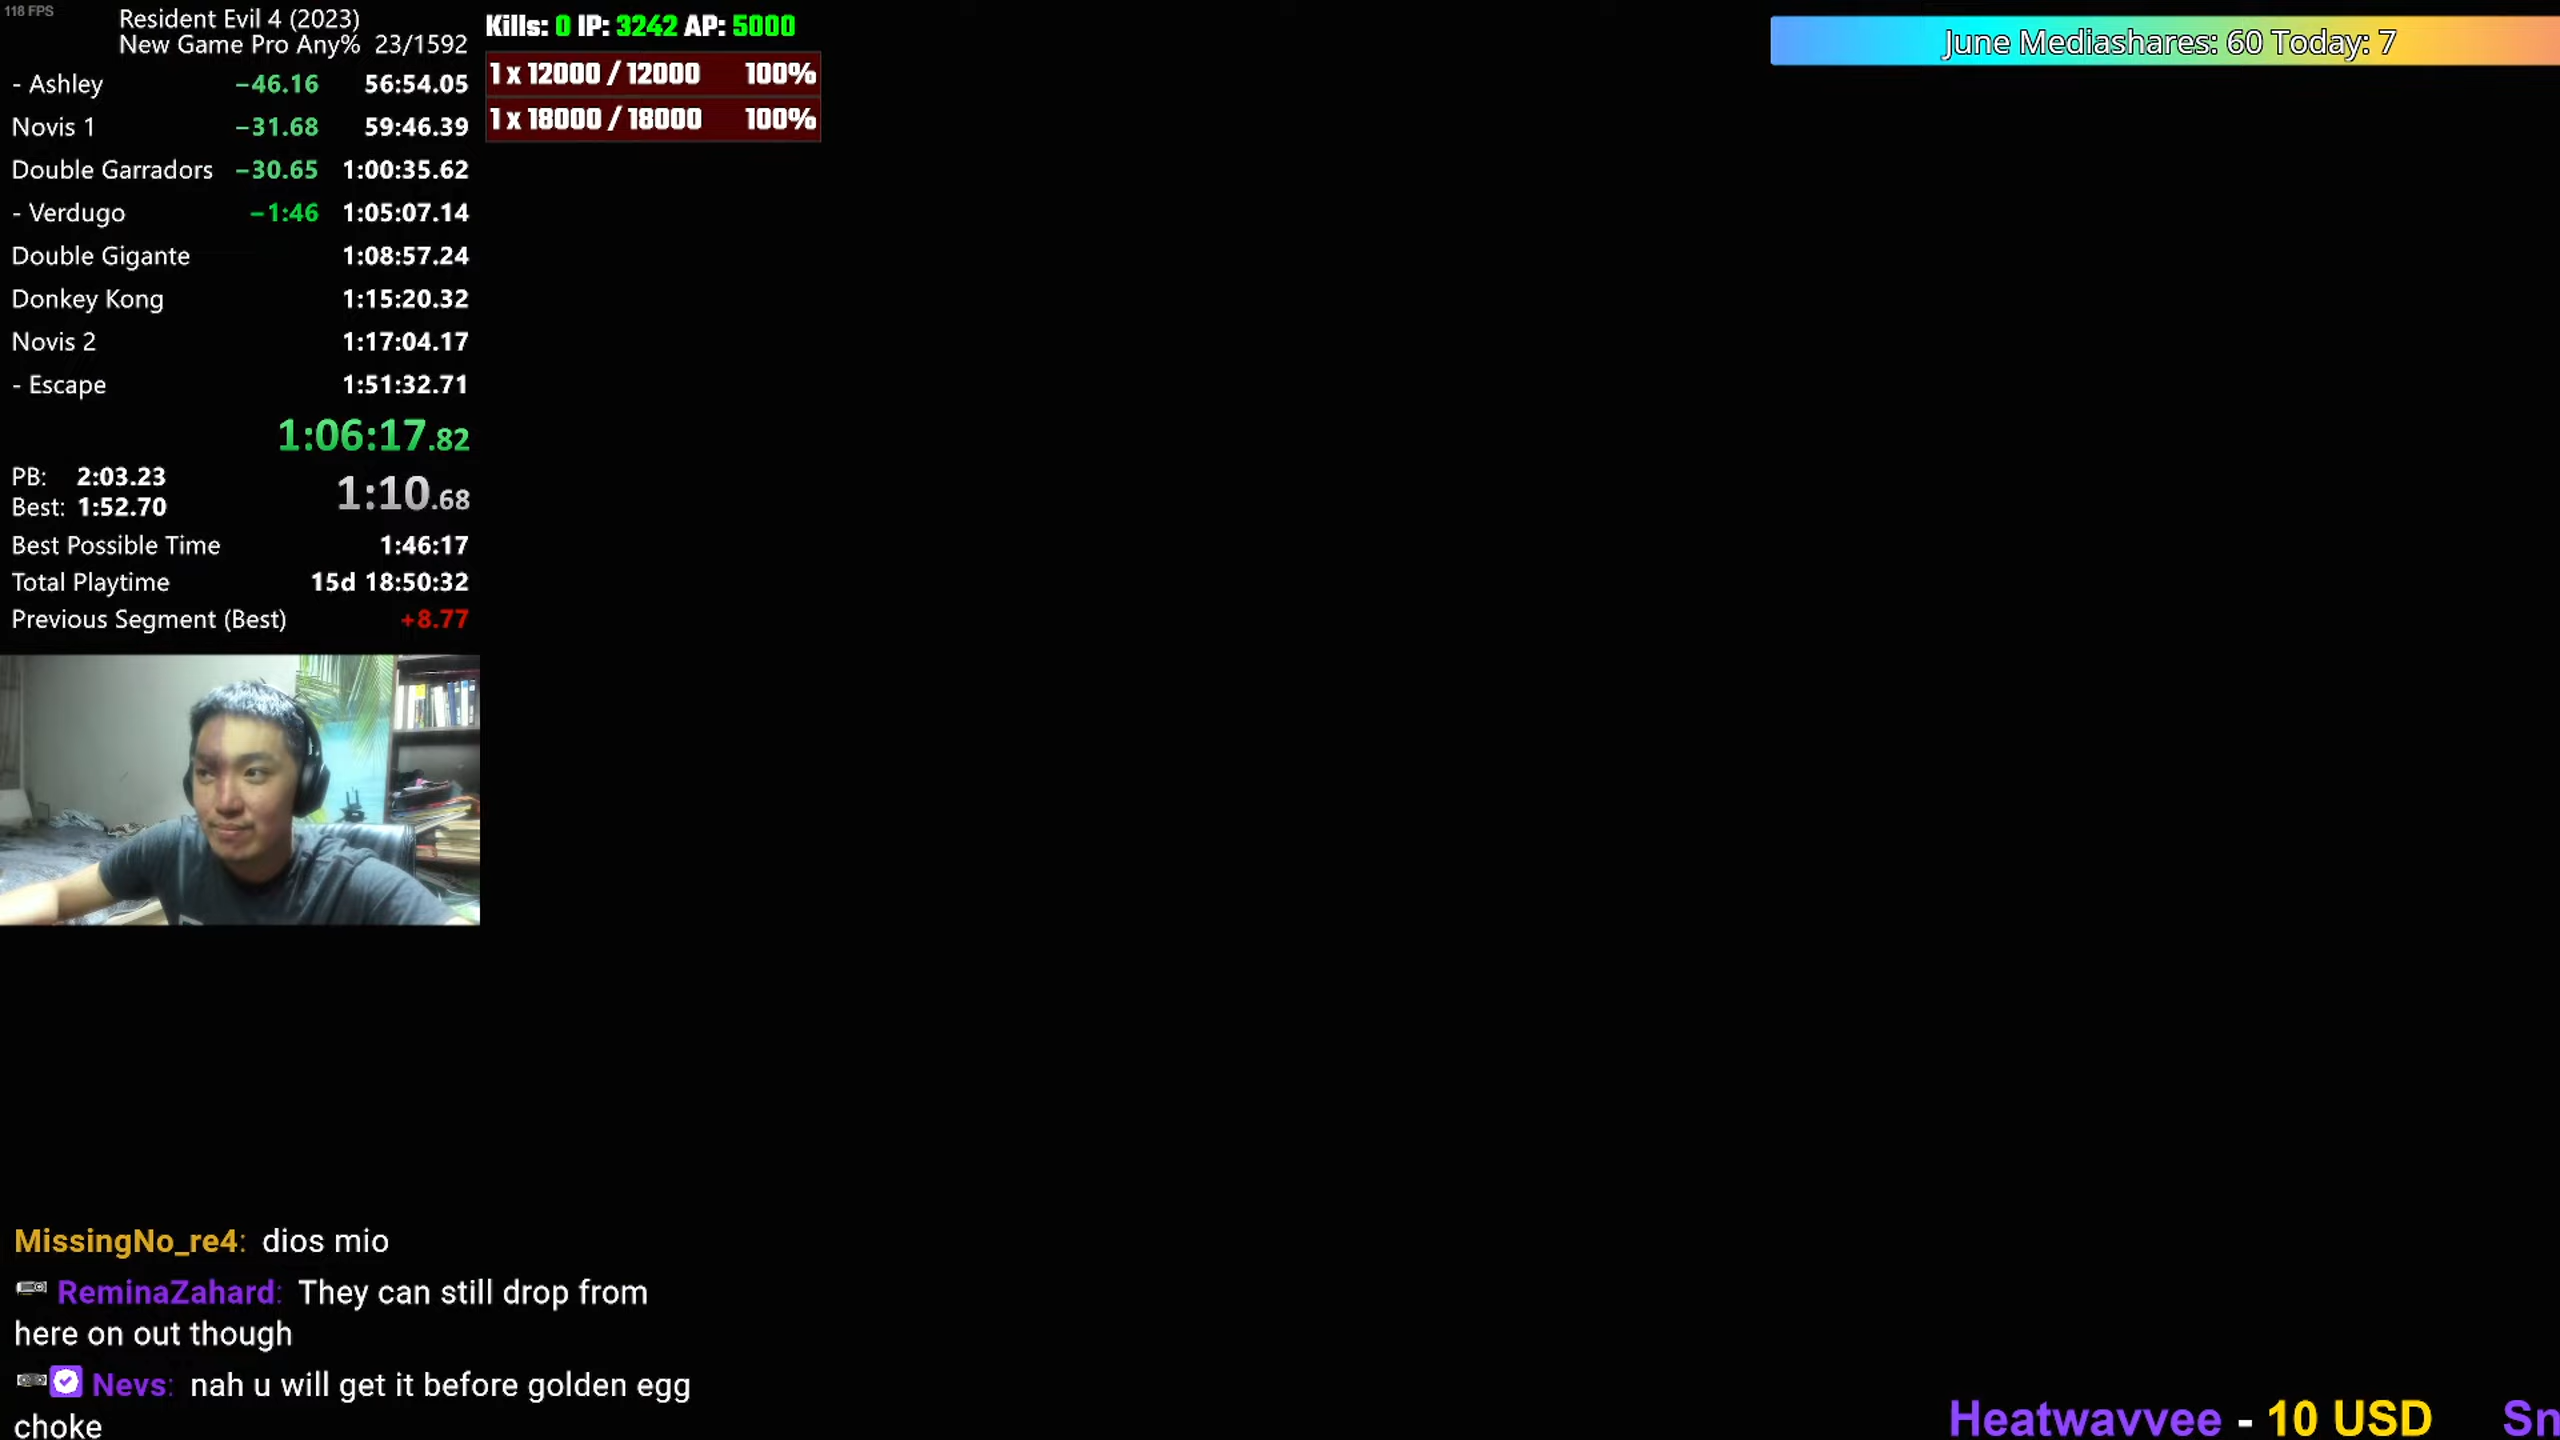 118 FPS
Resident Evil 4 (2023)
New Game Pro Any% 23/1592
- Ashley −46.16 56:54.05
Novis 1 −31.68 59:46.39
Double Garradors −30.65 1:00:35.62
- Verdugo −1:46 1:05:07.14
Double Gigante 1:08:57.24
Donkey Kong 1:15:20.32
Novis 2 1:17:04.17
- Escape 1:51:32.71
1:06:17.82
PB: 2:03.23
Best: 1:52.70
1:10.68
Best Possible Time 1:46:17
Total Playtime 15d 18:50:32
Previous Segment (Best) +8.77
Kills: 0 IP: 3242 AP: 5000
1 x 12000 / 12000 100%
1 x 18000 / 18000 100%
June Mediashares: 60 Today: 7
MissingNo_re4: dios mio
ReminaZahard: They can still drop from
here on out though
Nevs: nah u will get it before golden egg
choke
Heatwavvee - 10 USD Sn